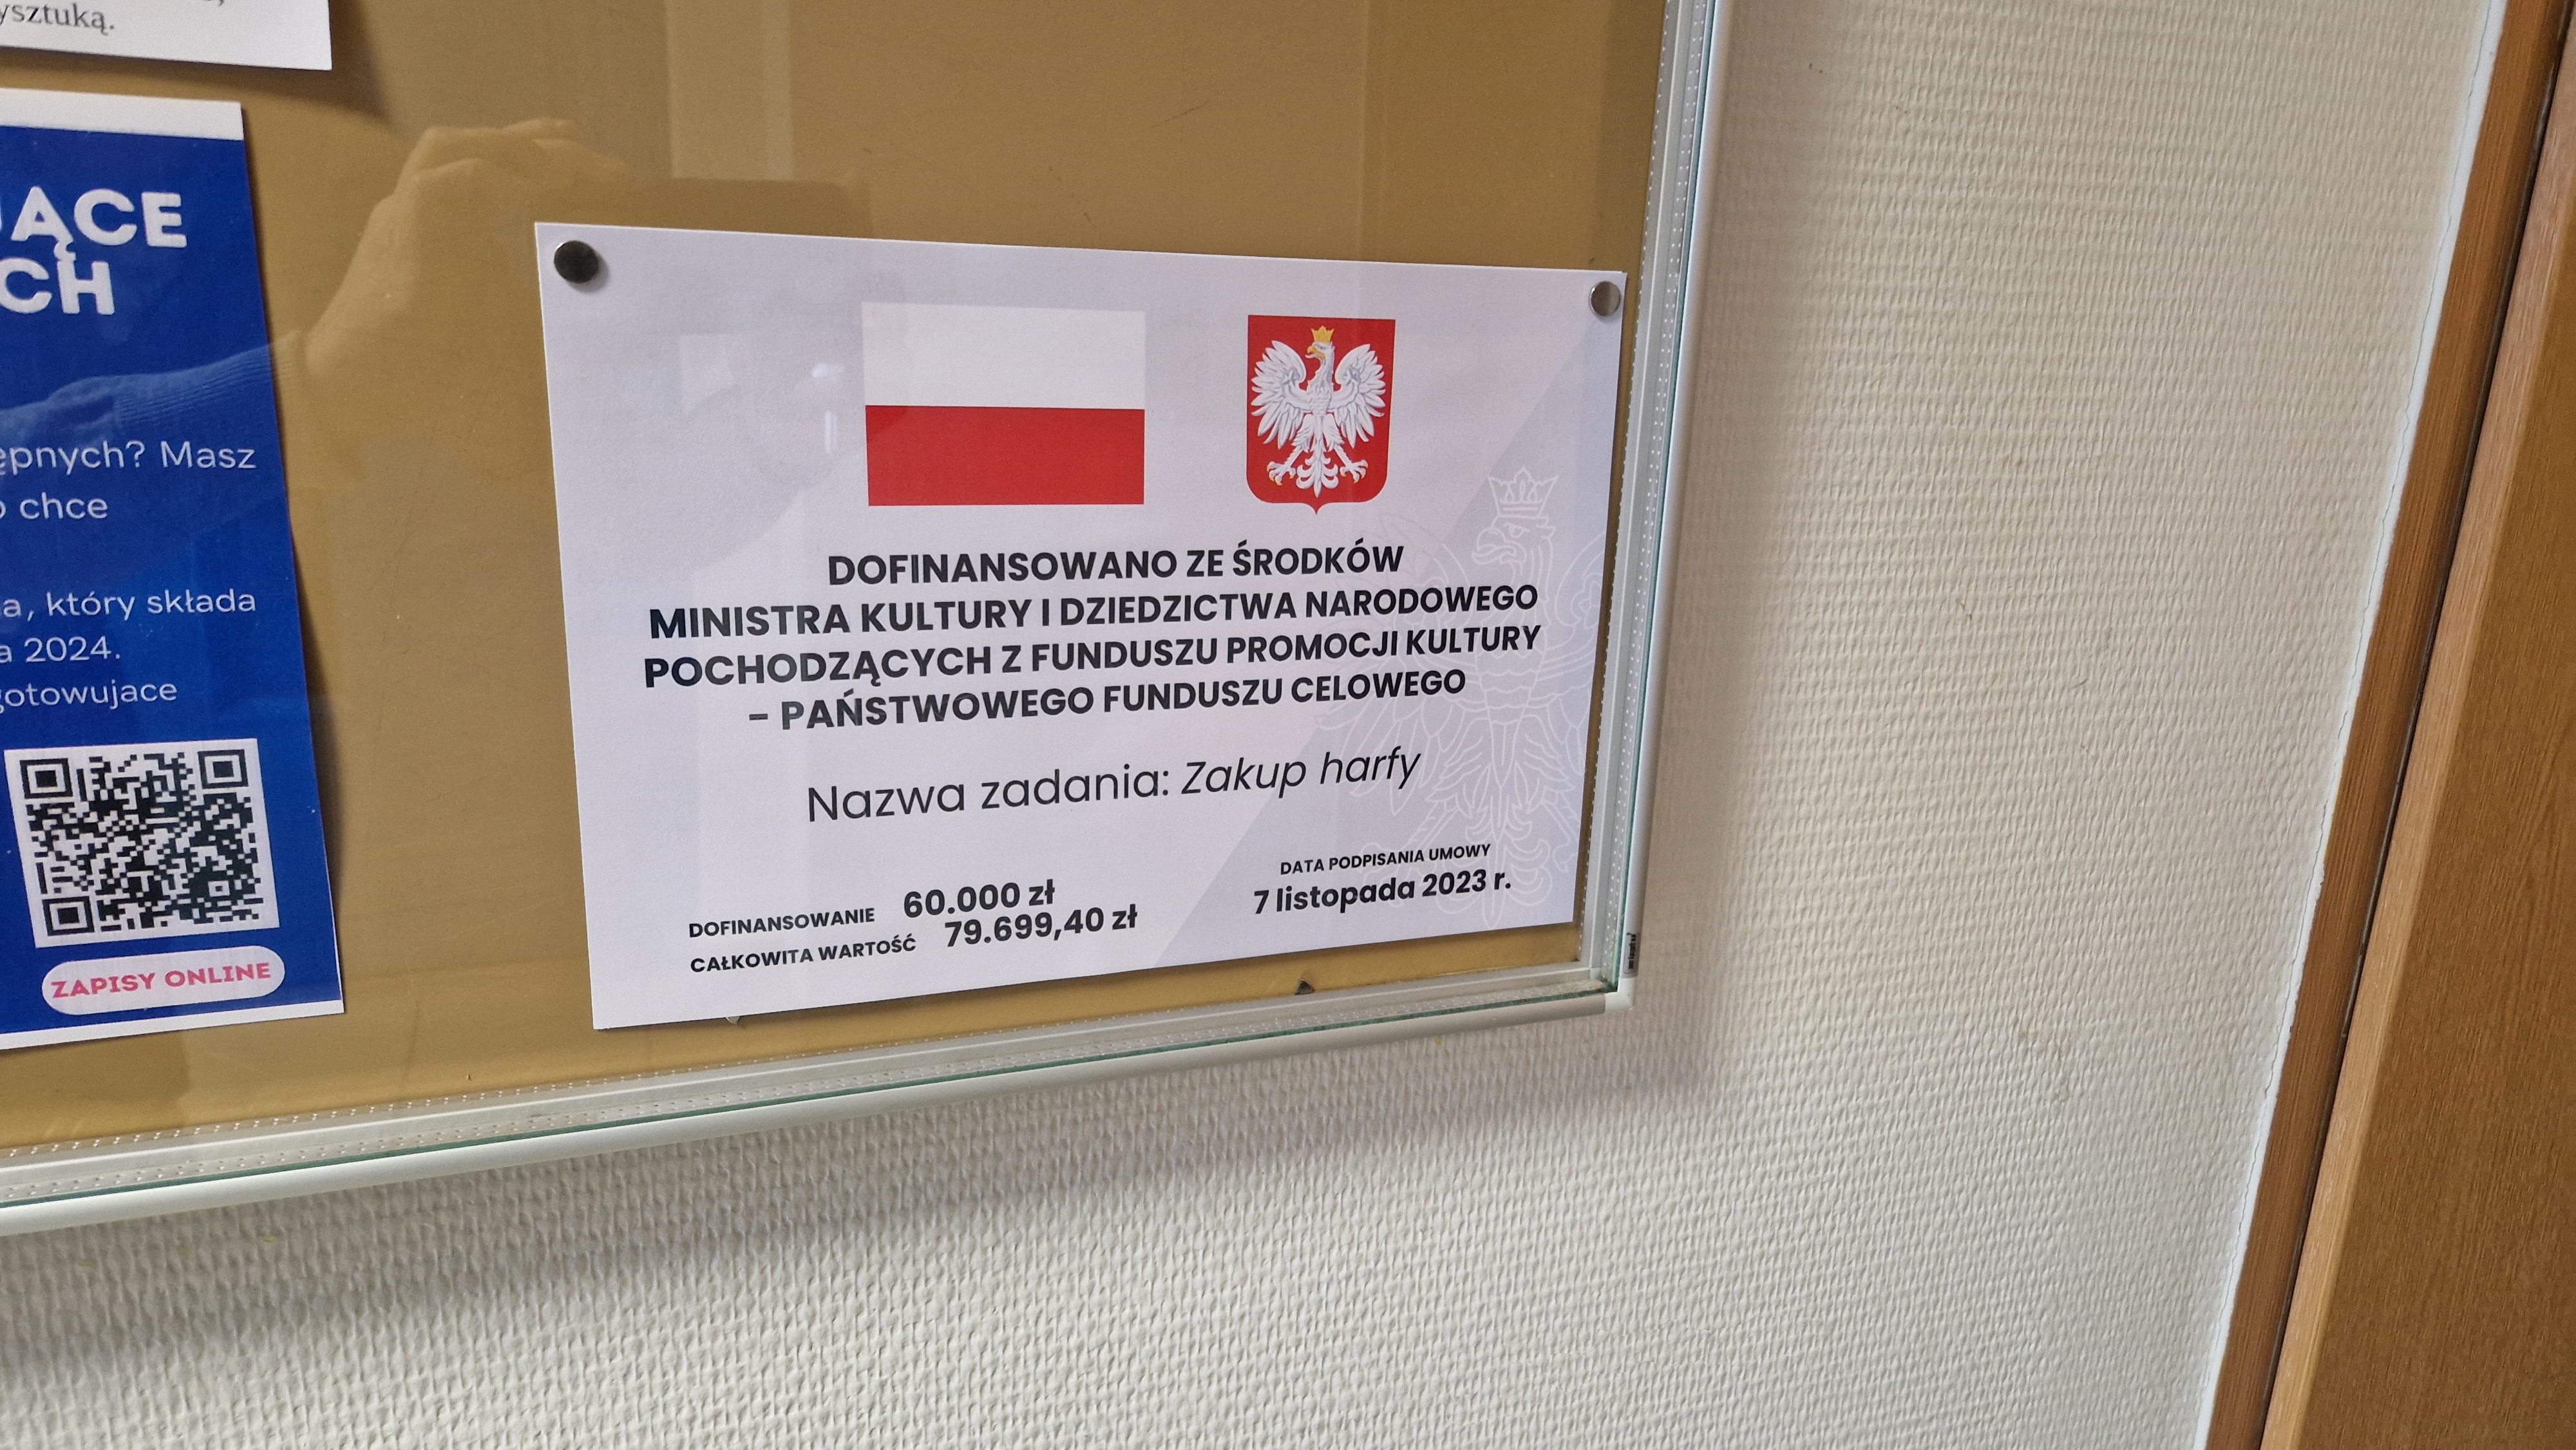 ysztuką.
JĄCE
CH
ępnych? Masz
o chce
a, który składa
a 2024.
gotowujace
ZAPISY ONLINE
DOFINANSOWANO ZE ŚRODKÓW
MINISTRA KULTURY I DZIEDZICTWA NARODOWEGO
POCHODZĄCYCH Z FUNDUSZU PROMOCJI KULTURY
– PAŃSTWOWEGO FUNDUSZU CELOWEGO
Nazwa zadania: Zakup harfy
DOFINANSOWANIE 60.000 zł
CAŁKOWITA WARTOŚĆ 79.699,40 zł
DATA PODPISANIA UMOWY
7 listopada 2023 r.